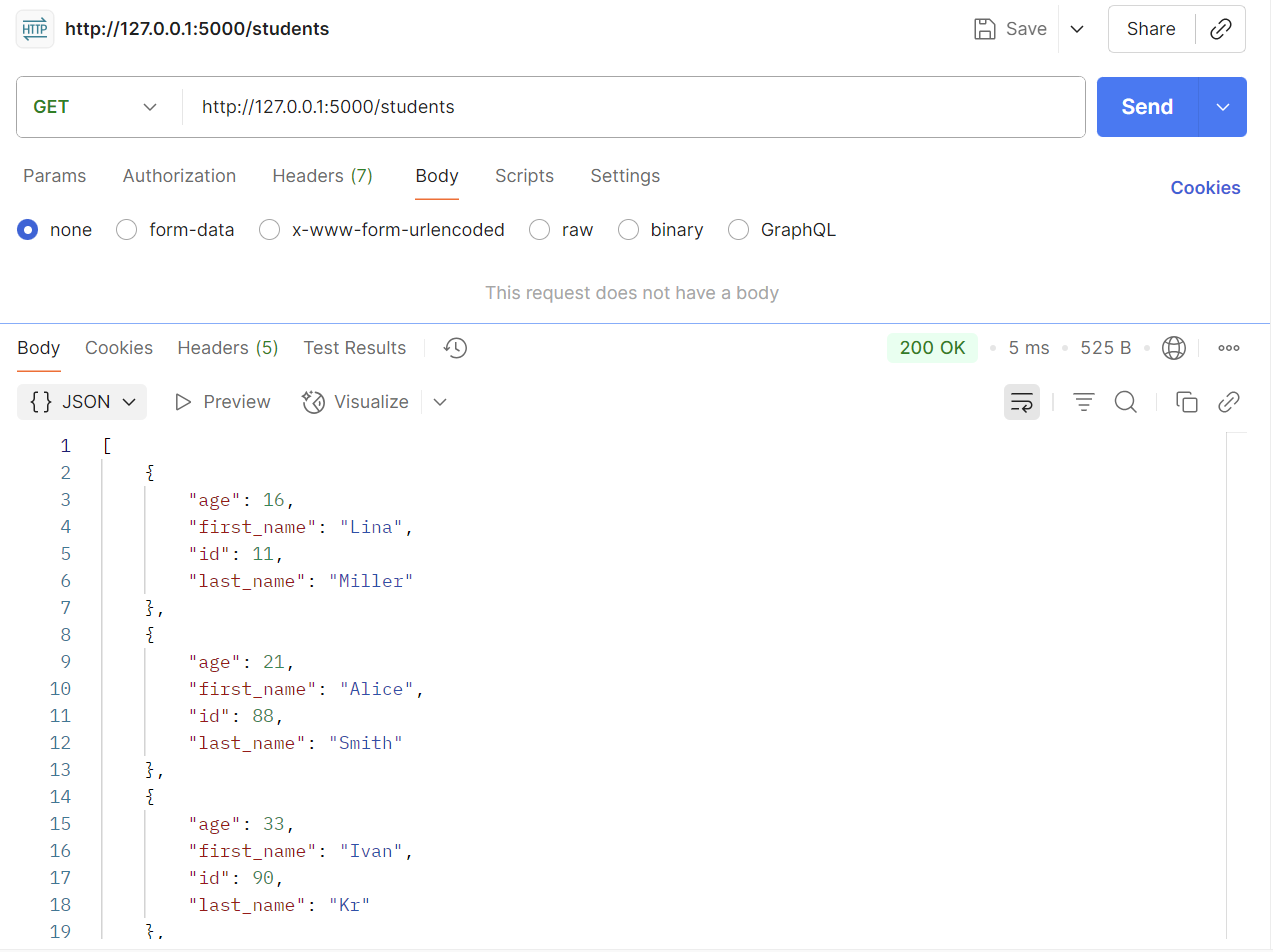 HTTP http://127.0.0.1:5000/students Save Share
GET http://127.0.0.1:5000/students Send
Params Authorization Headers (7) Body Scripts Settings Cookies
none form-data x-www-form-urlencoded raw binary GraphQL
This request does not have a body
Body Cookies Headers (5) Test Results 200 OK • 5 ms • 525 B •
{} JSON Preview Visualize
1 [
2 {
3 "age": 16,
4 "first_name": "Lina",
5 "id": 11,
6 "last_name": "Miller"
7 },
8 {
9 "age": 21,
10 "first_name": "Alice",
11 "id": 88,
12 "last_name": "Smith"
13 },
14 {
15 "age": 33,
16 "first_name": "Ivan",
17 "id": 90,
18 "last_name": "Kr"
19 },